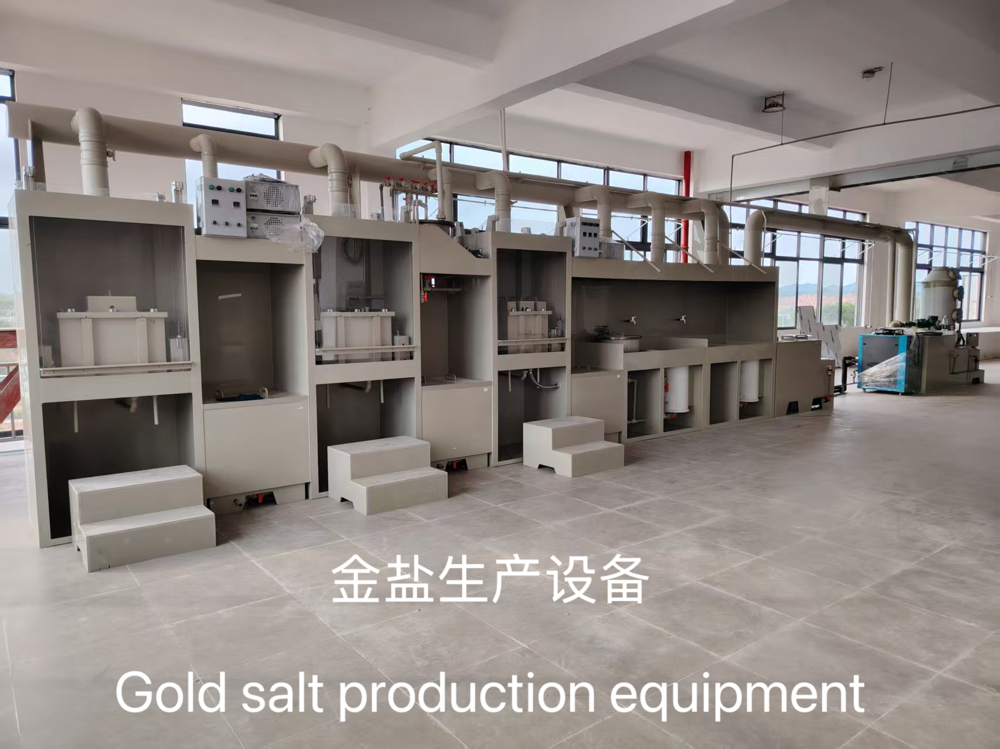 金盐生产设备
Gold salt production equipment